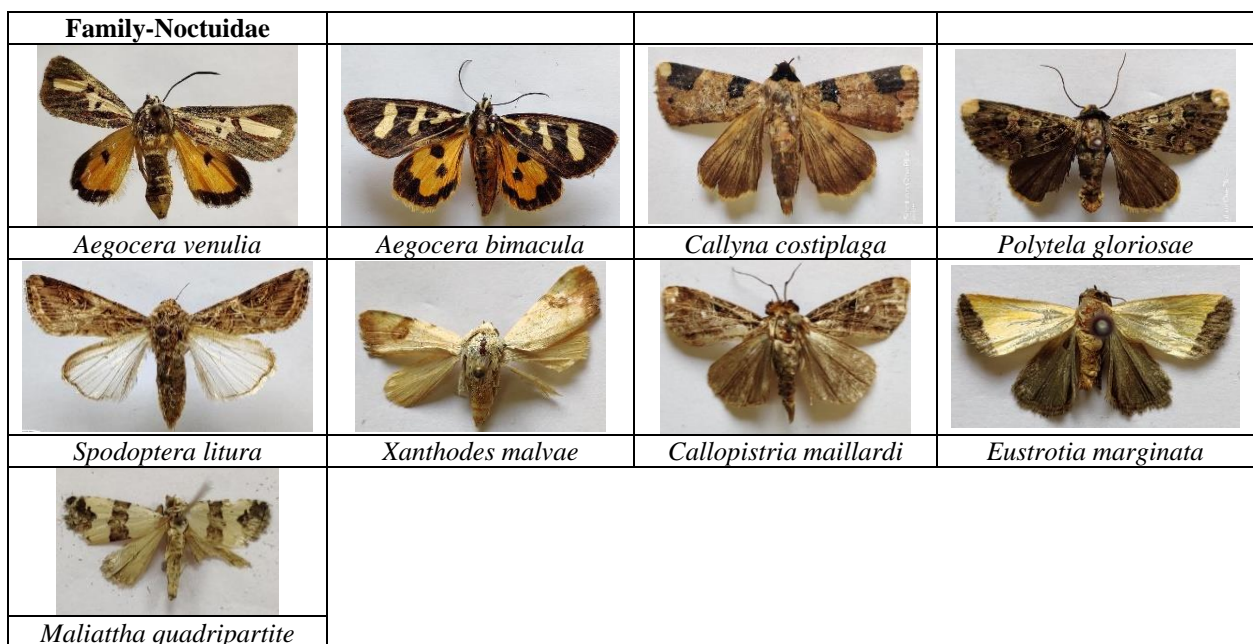 Family-Noctuidae
Aegocera venulia
Aegocera bimacula
Callyna costiplaga
Polytela gloriosae
Spodoptera litura
Xanthodes malvae
Callopistria maillardi
Eustrotia marginata
Maliattha quadripartite